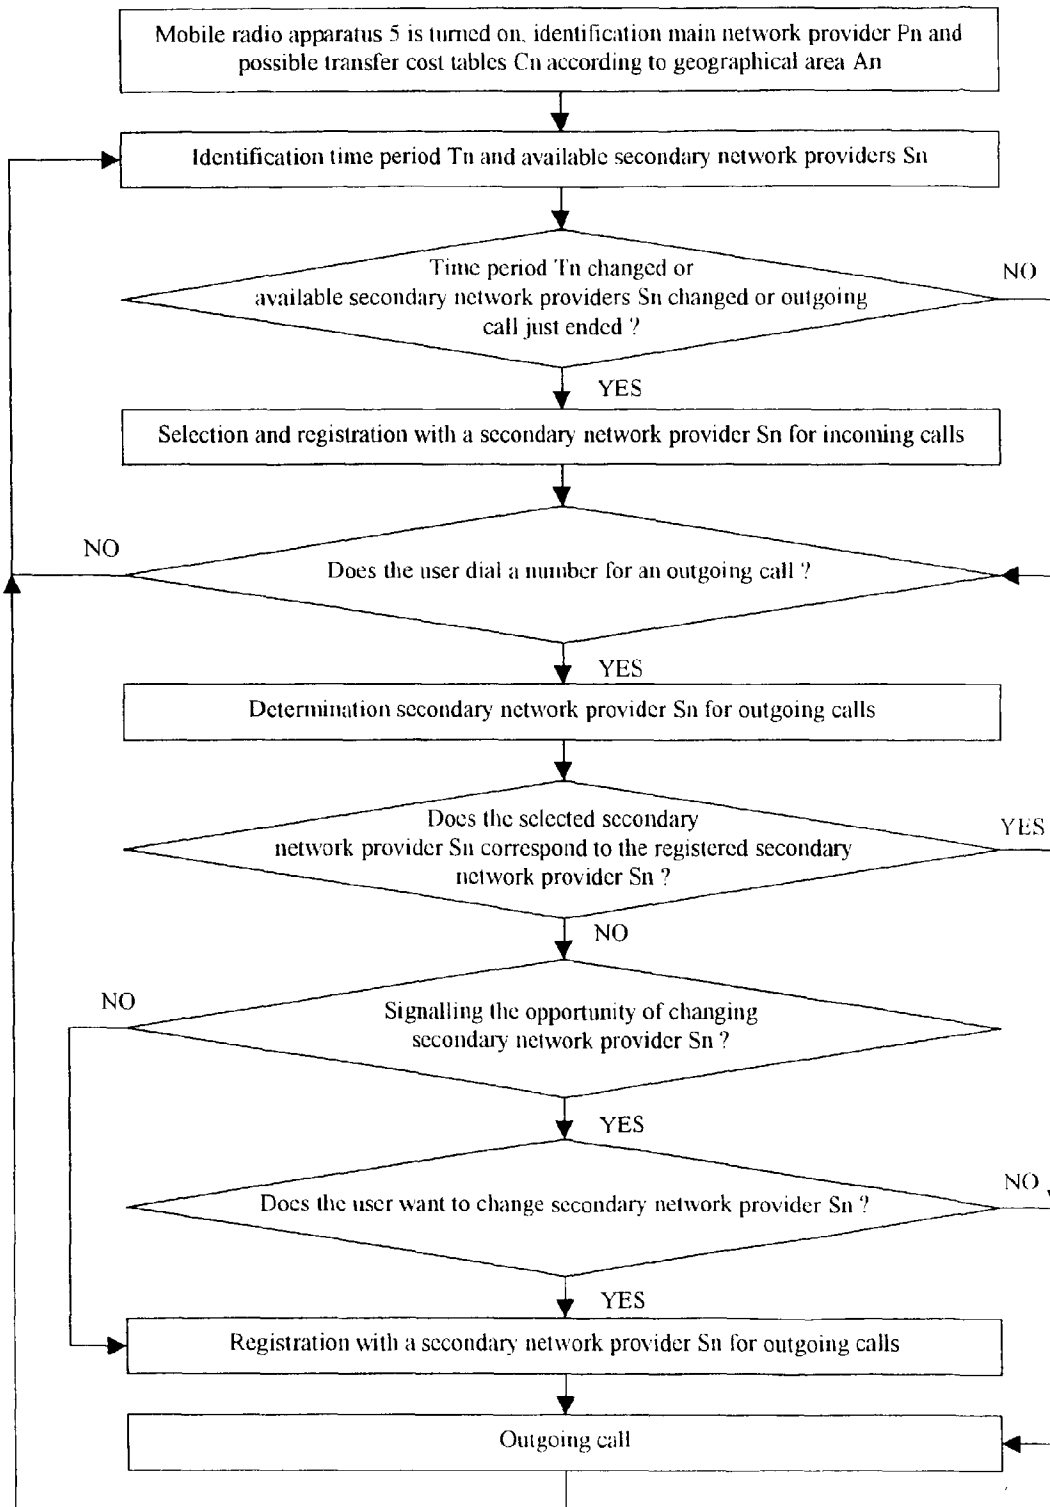 Mobile radio apparatus 5 is turned on, identification main network provider Pn and
possible transfer cost tables Cn according to geographical area An
Identification time period Tn and available secondary network providers Sn
Time period Tn changed or
available secondary network providers Sn changed or outgoing
call just ended ?
NO
YES
Selection and registration with a secondary network provider Sn for incoming calls
NO
Does the user dial a number for an outgoing call ?
YES
Determination secondary network provider Sn for outgoing calls
Does the selected secondary
network provider Sn correspond to the registered secondary
network provider Sn ?
YES
NO
NO
Signalling the opportunity of changing
secondary network provider Sn ?
YES
Does the user want to change secondary network provider Sn ?
NO
YES
Registration with a secondary network provider Sn for outgoing calls
Outgoing call